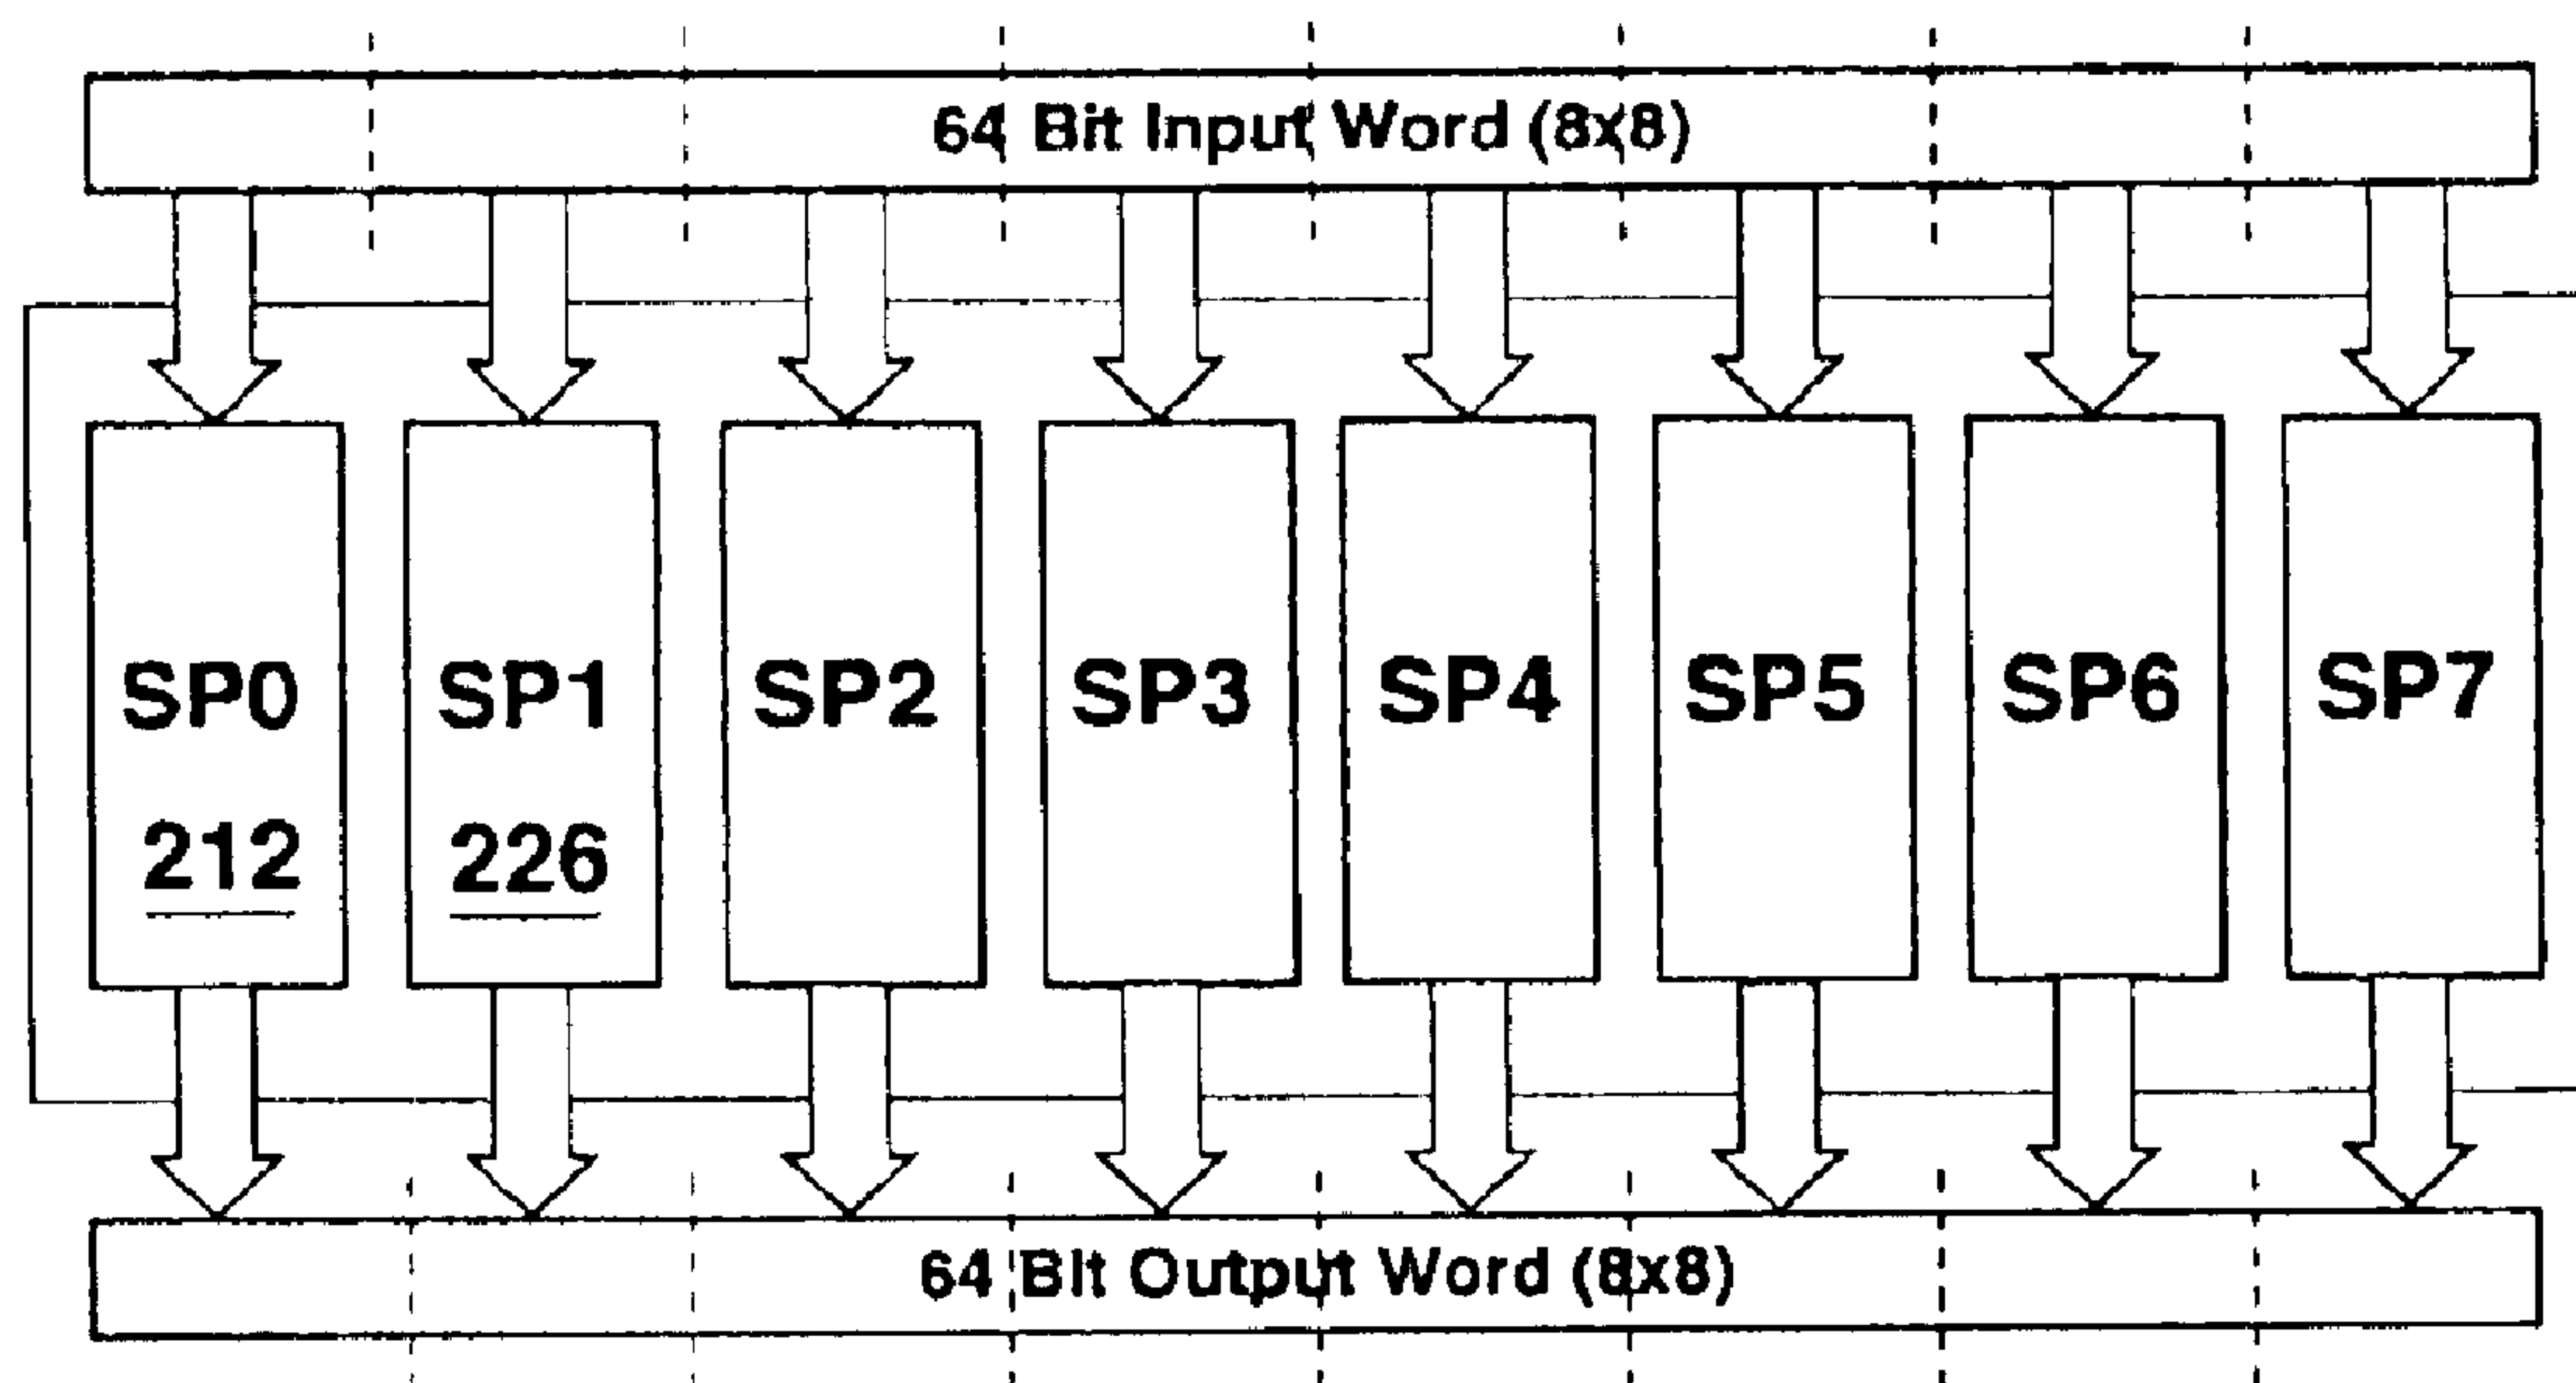 64 Bit Input Word (8x8)
SP0 SP1 SP2 SP3 SP4 SP5 SP6 SP7
212 226
64 Bit Output Word (8x8)